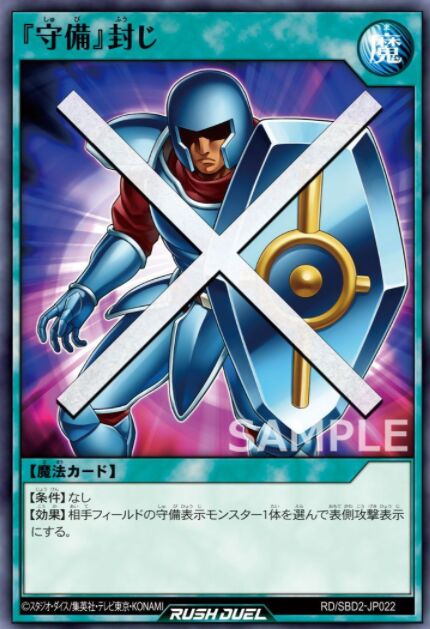 『守備』封じ
魔
SAMPLE
【魔法カード】
【条件】なし
【効果】相手フィールドの守備表示モンスター1体を選んで表側攻撃表示
にする。
©スタジオ・ダイス/集英社・テレビ東京・KONAMI
RUSH DUEL
RD/SBD2-JP022